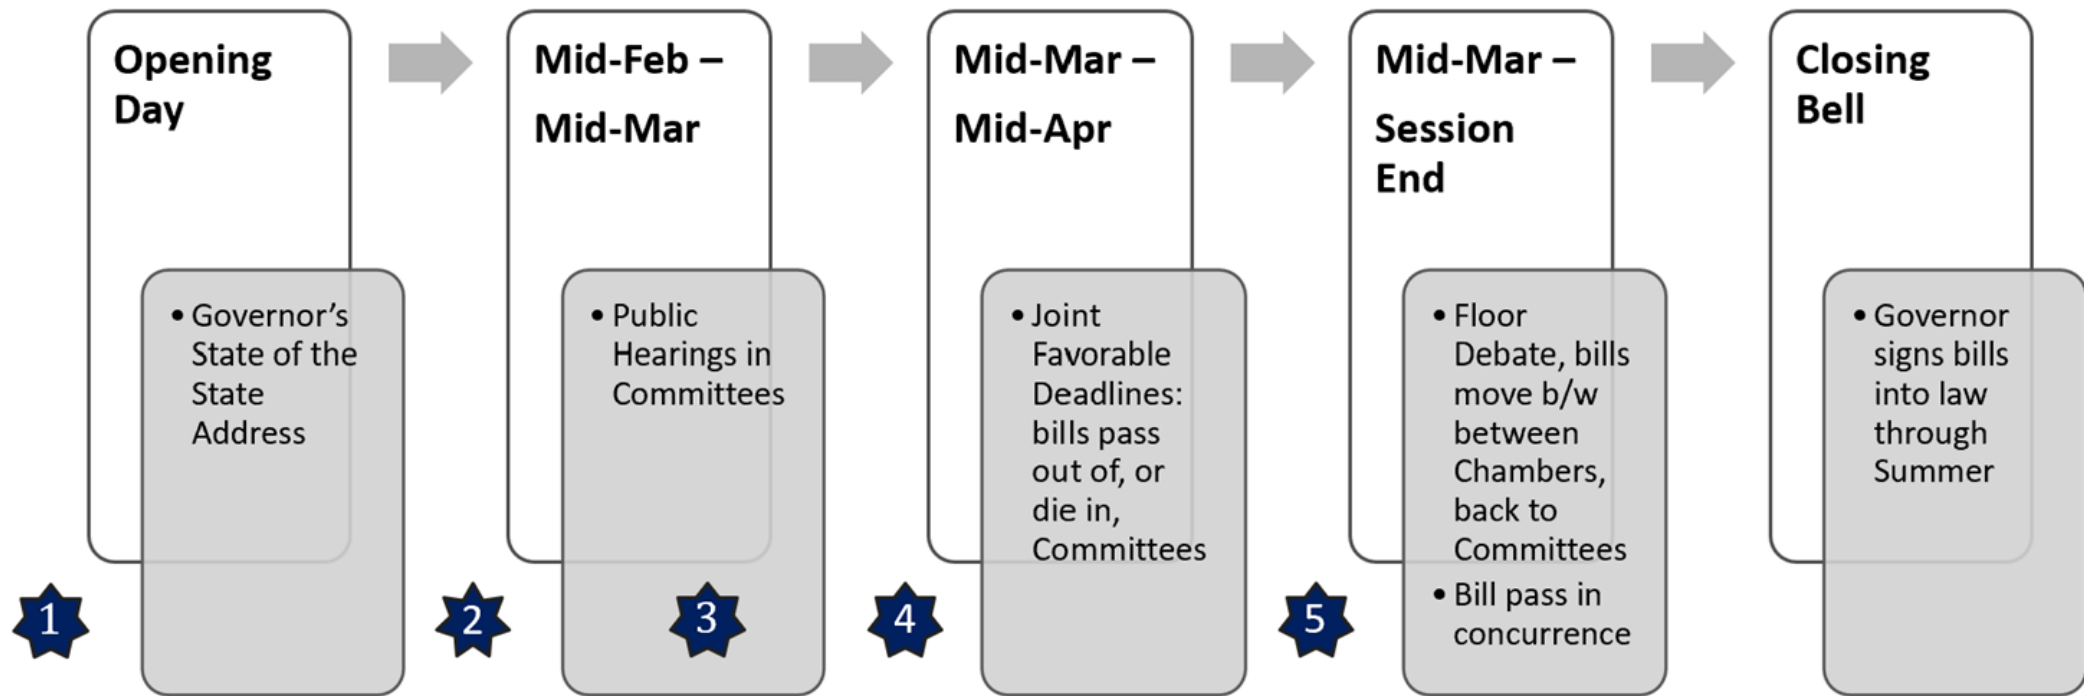 Opening
Day
• Governor’s
State of the
State
Address
Mid-Feb –
Mid-Mar
• Public
Hearings in
Committees
Mid-Mar –
Mid-Apr
• Joint
Favorable
Deadlines:
bills pass
out of, or
die in,
Committees
Mid-Mar –
Session
End
• Floor
Debate, bills
move b/w
between
Chambers,
back to
Committees
• Bill pass in
concurrence
Closing
Bell
• Governor
signs bills
into law
through
Summer
1
2
3
4
5